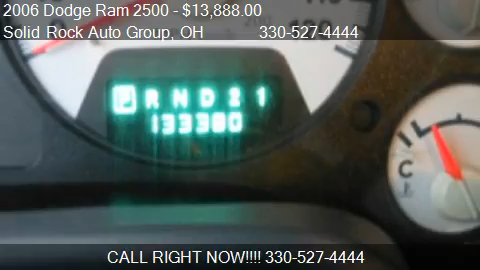 2006 Dodge Ram 2500 - $13,888.00
Solid Rock Auto Group, OH 330-527-4444
P R N D 2 1
133380
C
CALL RIGHT NOW!!!! 330-527-4444